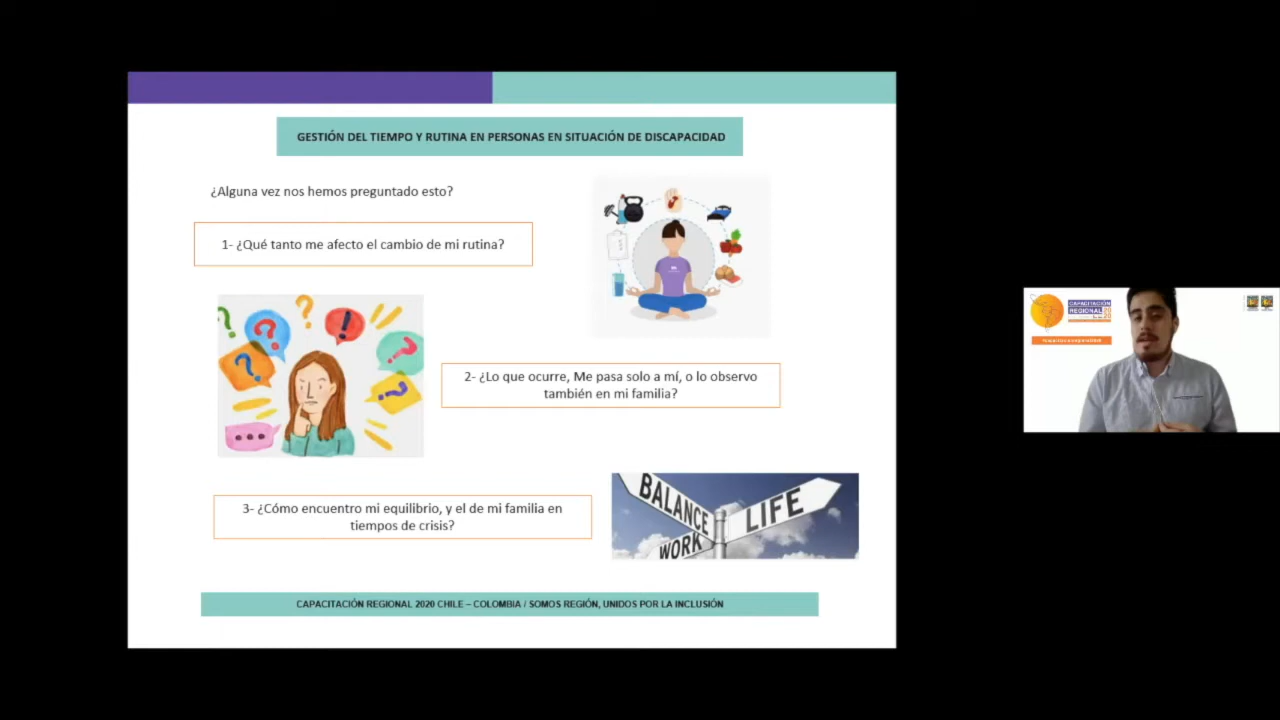 GESTIÓN DEL TIEMPO Y RUTINA EN PERSONAS EN SITUACIÓN DE DISCAPACIDAD
¿Alguna vez nos hemos preguntado esto?
1- ¿Qué tanto me afecto el cambio de mi rutina?
2- ¿Lo que ocurre, Me pasa solo a mí, o lo observo
también en mi familia?
3- ¿Cómo encuentro mi equilibrio, y el de mi familia en
tiempos de crisis?
BALANCE
LIFE
WORK
CAPACITACIÓN REGIONAL 2020 CHILE – COLOMBIA / SOMOS REGIÓN, UNIDOS POR LA INCLUSIÓN
CAPACITACIÓN
REGIONAL